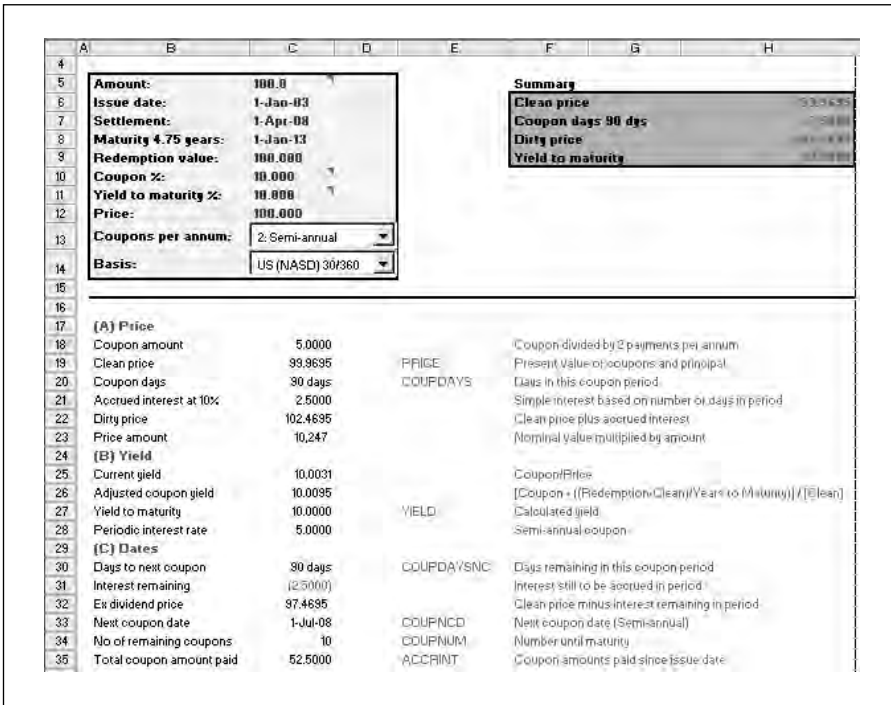 A B C D E F G H
4
5 Amount: 100.0 Summary
6 Issue date: 1-Jan-03 Clean price 99.9695
7 Settlement: 1-Apr-08 Coupon days 90 dys
8 Maturity 4.75 years: 1-Jan-13 Dirty price
9 Redemption value: 100.000 Yield to maturity
10 Coupon %: 10.000
11 Yield to maturity %: 10.000
12 Price: 100.000
13 Coupons per annum: 2: Semi-annual
14 Basis: US (NASD) 30/360
15
16
17 (A) Price
18 Coupon amount 5.0000 Coupon divided by 2 payments per annum
19 Clean price 99.9695 PRICE Present value of coupons and principal
20 Coupon days 90 days COUPDAYS Days in this coupon period
21 Accrued interest at 10% 2.5000 Simple interest based on number of days in period
22 Dirty price 102.4695 Clean price plus accrued interest
23 Price amount 10,247 Nominal value multiplied by amount
24 (B) Yield
25 Current yield 10.0031 Coupon/Price
26 Adjusted coupon yield 10.0095 [Coupon + ((Redemption-Clean)/Years to Maturity)] / [Clean]
27 Yield to maturity 10.0000 YIELD Calculated yield
28 Periodic interest rate 5.0000 Semi-annual coupon
29 (C) Dates
30 Days to next coupon 90 days COUPDAYSNC Days remaining in this coupon period
31 Interest remaining (2.5000) Interest still to be accrued in period
32 Ex dividend price 97.4695 Clean price minus interest remaining in period
33 Next coupon date 1-Jul-08 COUPNCD Next coupon date (Semi-annual)
34 No of remaining coupons 10 COUPNUM Number until maturity
35 Total coupon amount paid 52.5000 ACCRINT Coupon amounts paid since issue date